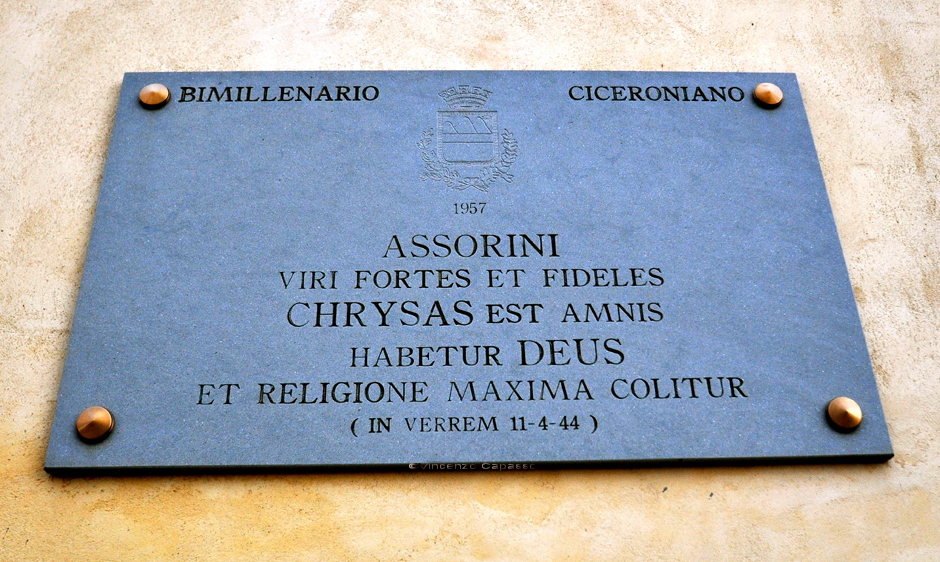 BIMILLENARIO CICERONIANO
1957
ASSORINI
VIRI FORTES ET FIDELES
CHRYSAS EST AMNIS
HABETUR DEUS
ET RELIGIONE MAXIMA COLITUR
( IN VERREM 11-4-44 )
© Vincenzo Capasso